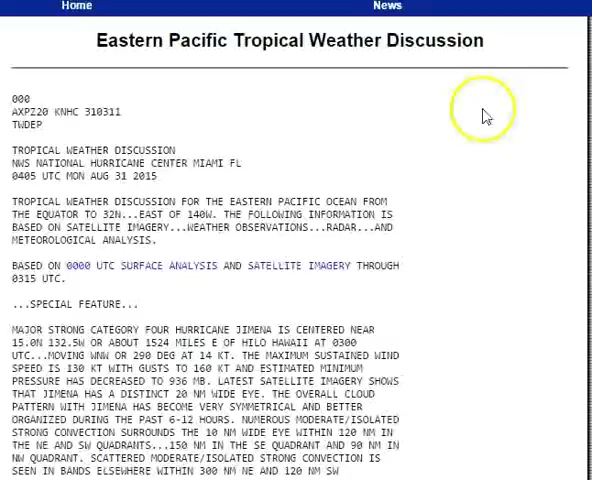 Home News
Eastern Pacific Tropical Weather Discussion
000
AXPZ20 KNHC 310311
TWDEP
TROPICAL WEATHER DISCUSSION
NWS NATIONAL HURRICANE CENTER MIAMI FL
0405 UTC MON AUG 31 2015
TROPICAL WEATHER DISCUSSION FOR THE EASTERN PACIFIC OCEAN FROM
THE EQUATOR TO 32N...EAST OF 140W. THE FOLLOWING INFORMATION IS
BASED ON SATELLITE IMAGERY...WEATHER OBSERVATIONS...RADAR...AND
METEOROLOGICAL ANALYSIS.
BASED ON 0000 UTC SURFACE ANALYSIS AND SATELLITE IMAGERY THROUGH
0315 UTC.
...SPECIAL FEATURE...
MAJOR STRONG CATEGORY FOUR HURRICANE JIMENA IS CENTERED NEAR
15.0N 132.5W OR ABOUT 1524 MILES E OF HILO HAWAII AT 0300
UTC...MOVING WNW OR 290 DEG AT 14 KT. THE MAXIMUM SUSTAINED WIND
SPEED IS 130 KT WITH GUSTS TO 160 KT AND ESTIMATED MINIMUM
PRESSURE HAS DECREASED TO 936 MB. LATEST SATELLITE IMAGERY SHOWS
THAT JIMENA HAS A DISTINCT 20 NM WIDE EYE. THE OVERALL CLOUD
PATTERN WITH JIMENA HAS BECOME VERY SYMMETRICAL AND BETTER
ORGANIZED DURING THE PAST 6-12 HOURS. NUMEROUS MODERATE/ISOLATED
STRONG CONVECTION SURROUNDS THE 10 NM WIDE EYE WITHIN 120 NM IN
THE NE AND SW QUADRANTS...150 NM IN THE SE QUADRANT AND 90 NM IN
NW QUADRANT. SCATTERED MODERATE/ISOLATED STRONG CONVECTION IS
SEEN IN BANDS ELSEWHERE WITHIN 300 NM NE AND 120 NM SW